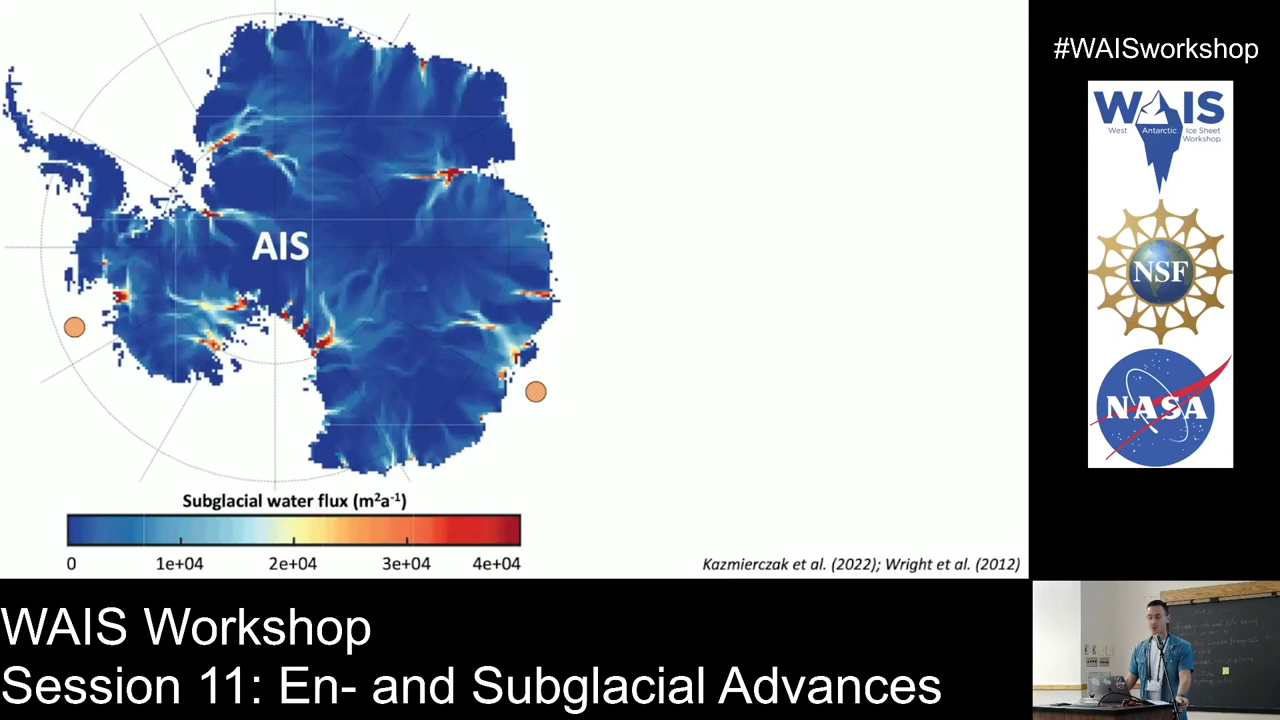 #WAISworkshop
WAIS
West Antarctic Ice Sheet
Workshop
NSF
NASA
AIS
Subglacial water flux (m²a⁻¹)
0 1e+04 2e+04 3e+04 4e+04
Kazmierczak et al. (2022); Wright et al. (2012)
WAIS Workshop
Session 11: En- and Subglacial Advances